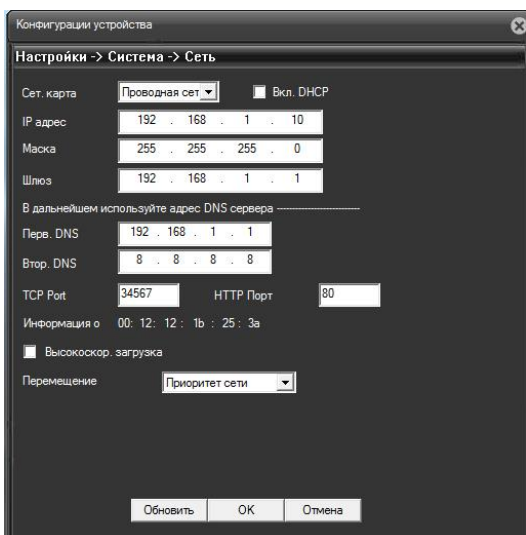 Конфигурации устройства
Настройки -> Система -> Сеть
Сет. карта Проводная сет Вкл. DHCP
IP адрес 192 . 168 . 1 . 10
Маска 255 . 255 . 255 . 0
Шлюз 192 . 168 . 1 . 1
В дальнейшем используйте адрес DNS сервера -----------------------
Перв. DNS 192 . 168 . 1 . 1
Втор. DNS 8 . 8 . 8 . 8
TCP Port 34567 HTTP Порт 80
Информация о 00: 12: 12 : 1b : 25 : 3a
Высокоскор. загрузка
Перемещение Приоритет сети
Обновить OK Отмена